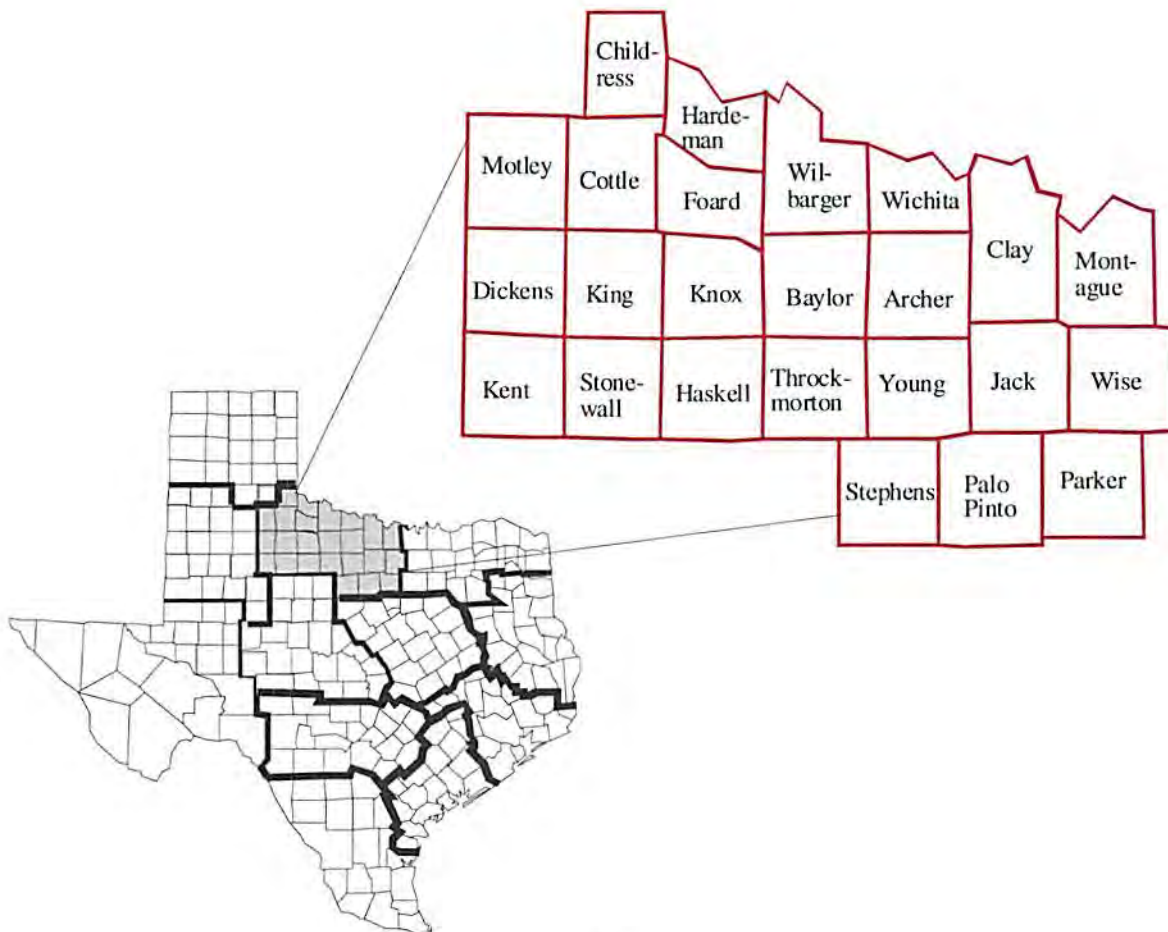 Child-
ress
Harde-
man
Motley
Cottle
Foard
Wil-
barger
Wichita
Clay
Mont-
ague
Dickens
King
Knox
Baylor
Archer
Kent
Stone-
wall
Haskell
Throck-
morton
Young
Jack
Wise
Stephens
Palo
Pinto
Parker